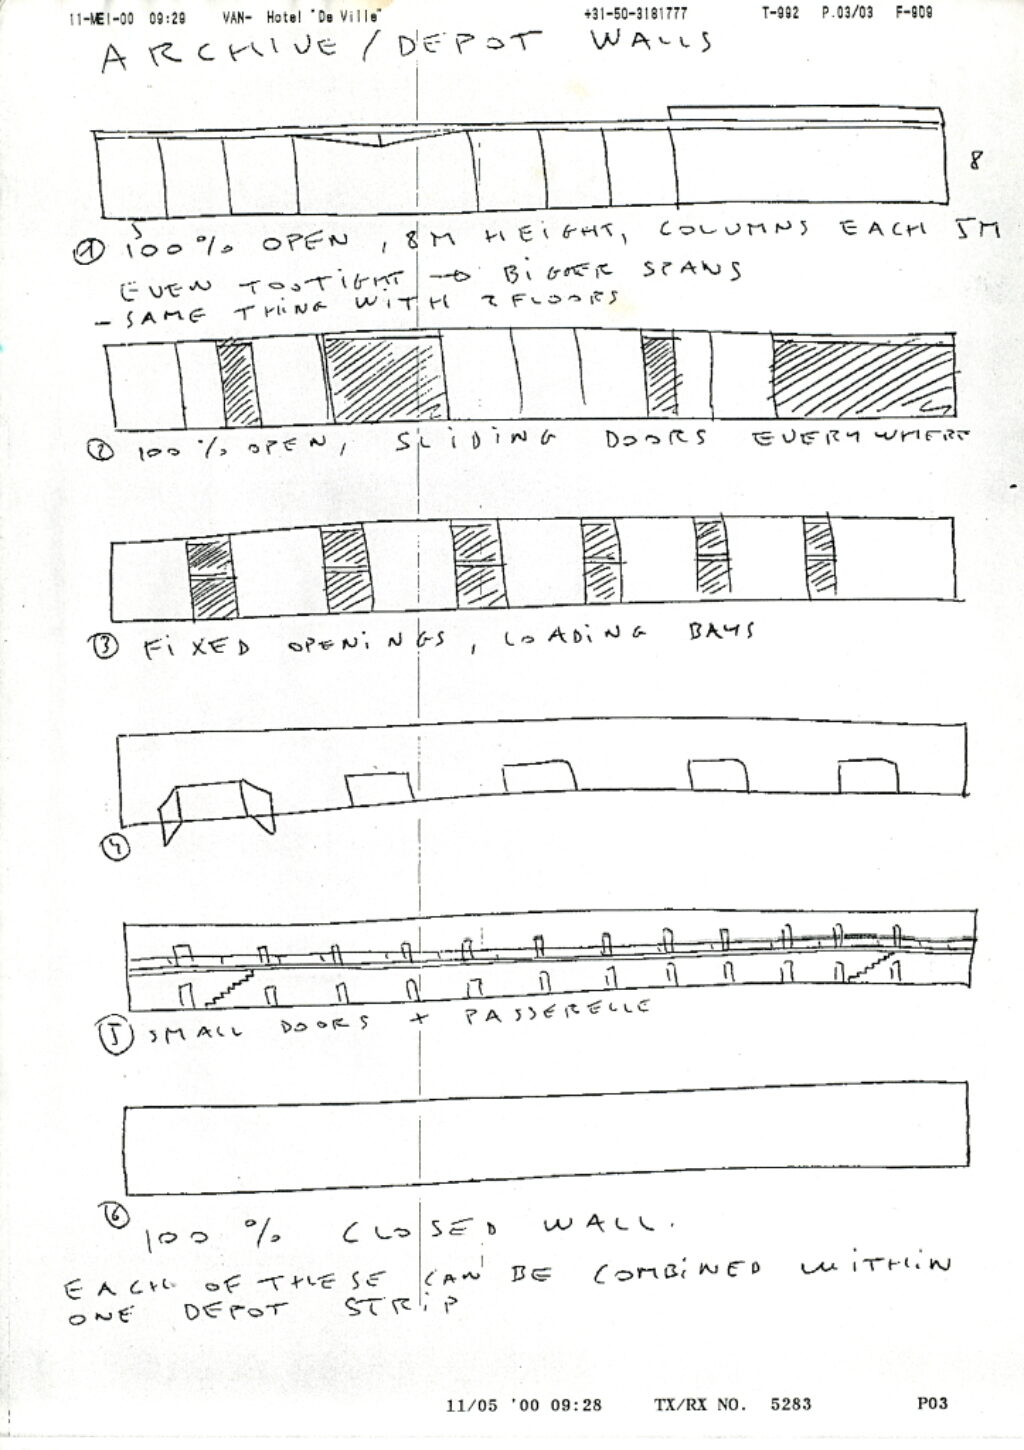 11-MEI-00 09:29 VAN- Hotel "De Ville" +31-50-3181777 T-992 P.03/03 F-909
ARCHIVE / DEPOT WALLS
8
5
① 100% OPEN, 8M HEIGHT, COLUMNS EACH 5M
EVEN TOOTIGHT → BIGGER SPANS
- SAME THING WITH 2 FLOORS
② 100% OPEN, SLIDING DOORS EVERYWHERE
③ FIXED OPENINGS, LOADING BAYS
④
⑤ SMALL DOORS + PASSERELLE
⑥ 100 % CLOSED WALL.
EACH OF THESE CAN BE COMBINED WITHIN
ONE DEPOT STRIP
11/05 '00 09:28 TX/RX NO. 5283 P03